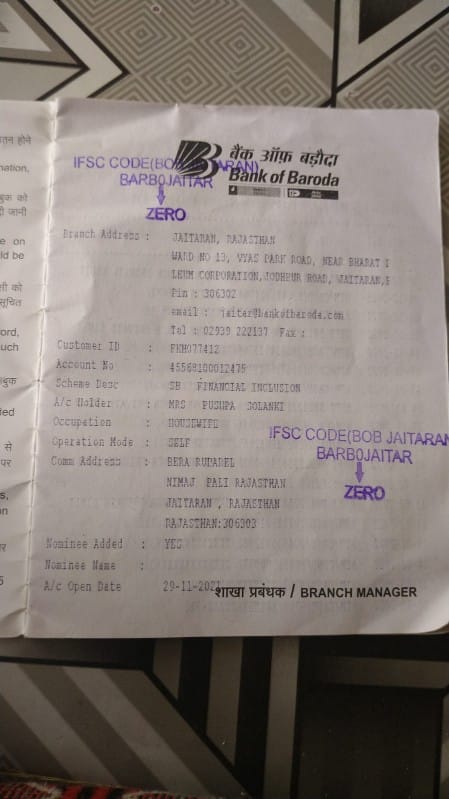 तन होने
nation,
बुक को
दी जानी
e on
ld be
सी को
सूचित
ord,
uch
बुक
ded
से
पर
s,
on
ार
5
IFSC CODE(BOB JAITARAN)
BARB0JAITAR
ZERO
बैंक ऑफ़ बड़ौदा
Bank of Baroda
Branch Address : JAITARAN, RAJASTHAN
WARD NO 13, VYAS PARK ROAD, NEAR BHARAT P
LEUM CORPORATION,JODHPUR ROAD, JAITARAN,R
Pin : 306302
email : jaitar@bankofbaroda.com
Tel : 02939 222137 Fax :
Customer ID : FKH077412
Account No : 45568100012475
Scheme Desc : SB FINANCIAL INCLUSION
A/c Holder : MRS PUSHPA SOLANKI
Occupation : HOUSEWIFE
Operation Mode : SELF
IFSC CODE(BOB JAITARAN
BARB0JAITAR
ZERO
Comm Address : BERA RUPADEL
NIMAJ PALI RAJASTHAN
JAITARAN , RAJASTHAN
RAJASTHAN:306303
Nominee Added : YES
Nominee Name :
A/c Open Date 29-11-2021
शाखा प्रबंधक / BRANCH MANAGER